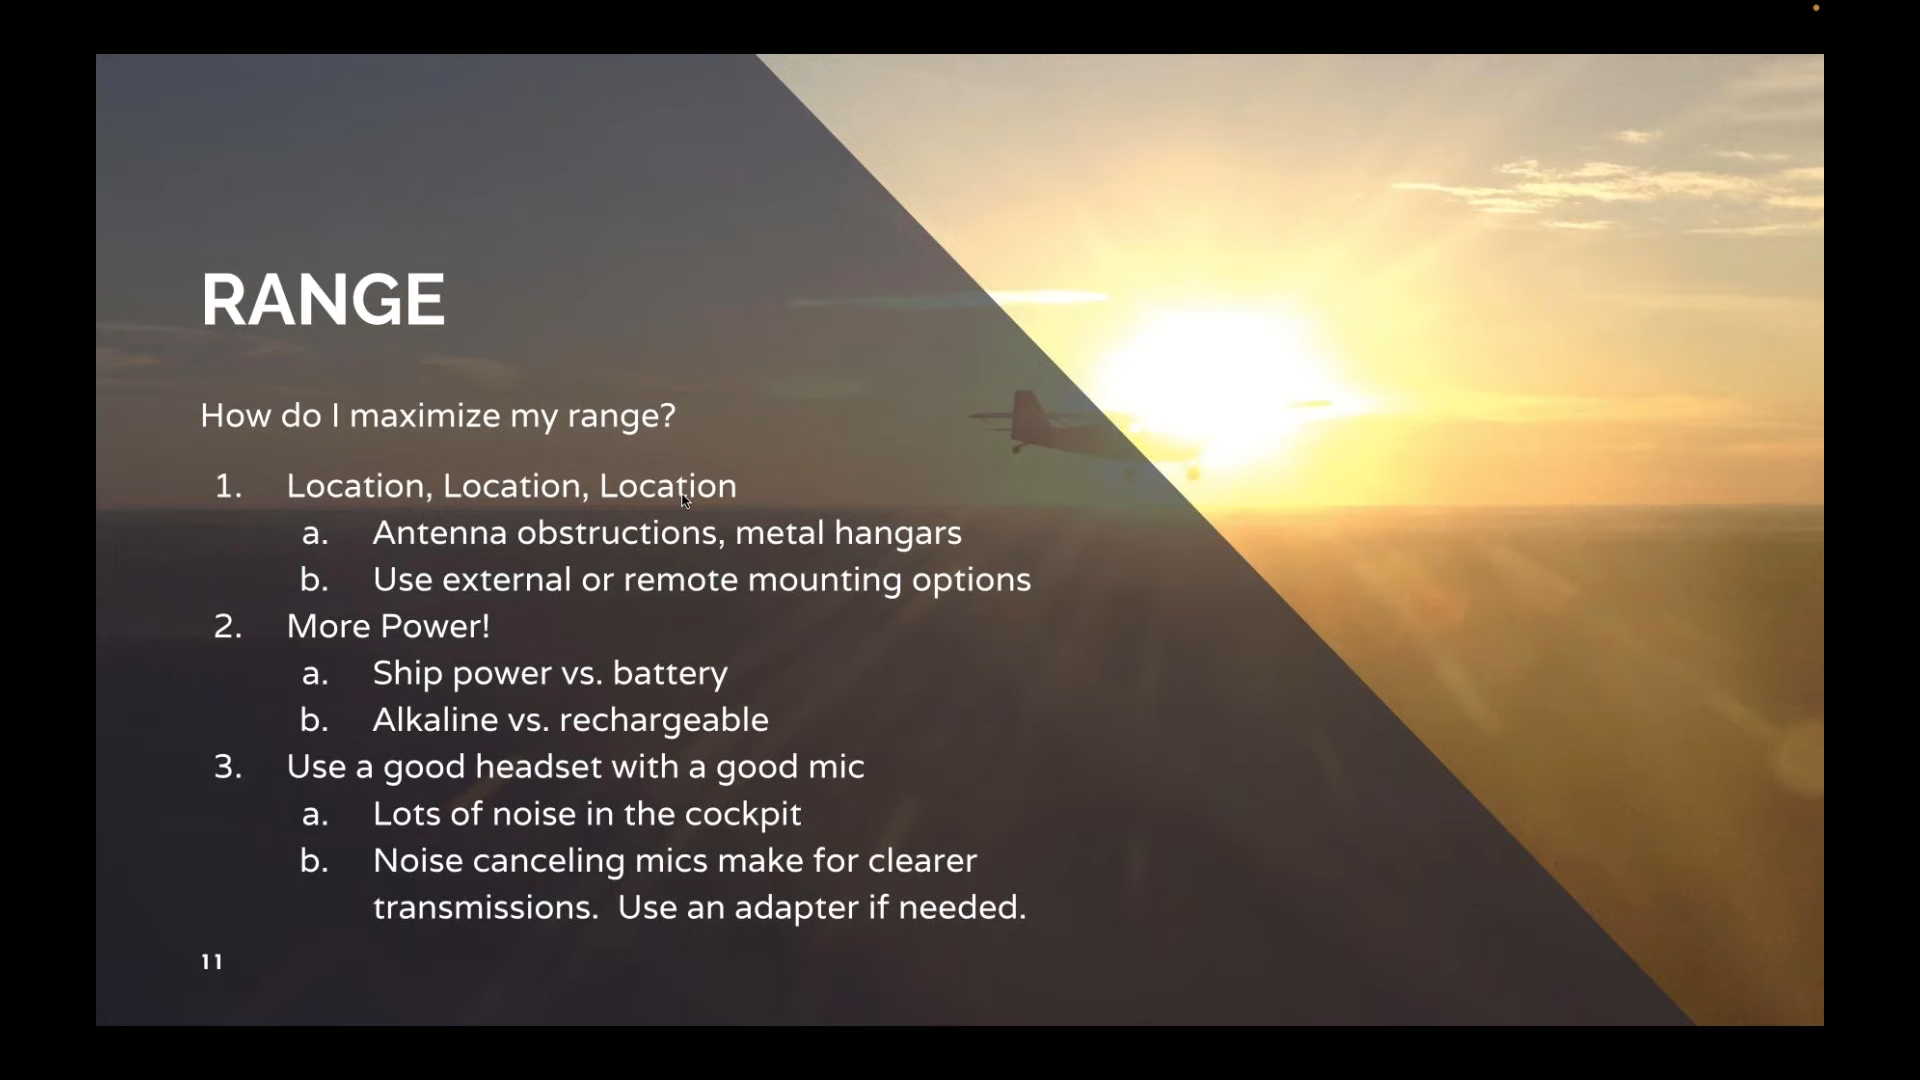 RANGE
How do I maximize my range?
1. Location, Location, Location
a. Antenna obstructions, metal hangars
b. Use external or remote mounting options
2. More Power!
a. Ship power vs. battery
b. Alkaline vs. rechargeable
3. Use a good headset with a good mic
a. Lots of noise in the cockpit
b. Noise canceling mics make for clearer
transmissions.  Use an adapter if needed.
11